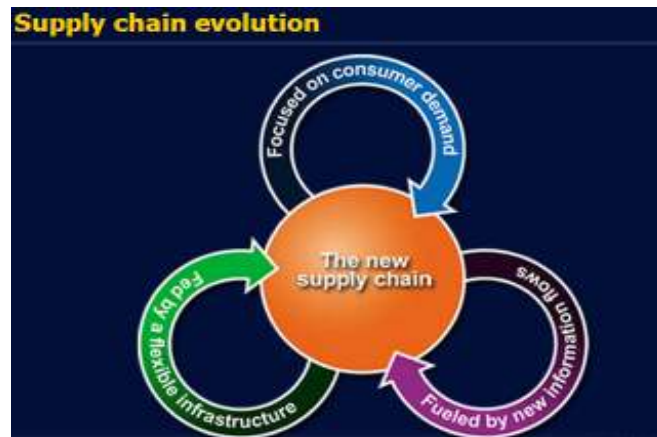 Supply chain evolution
Focused on consumer demand
The new
supply chain
Fed by a flexible infrastructure
Fueled by new information flows